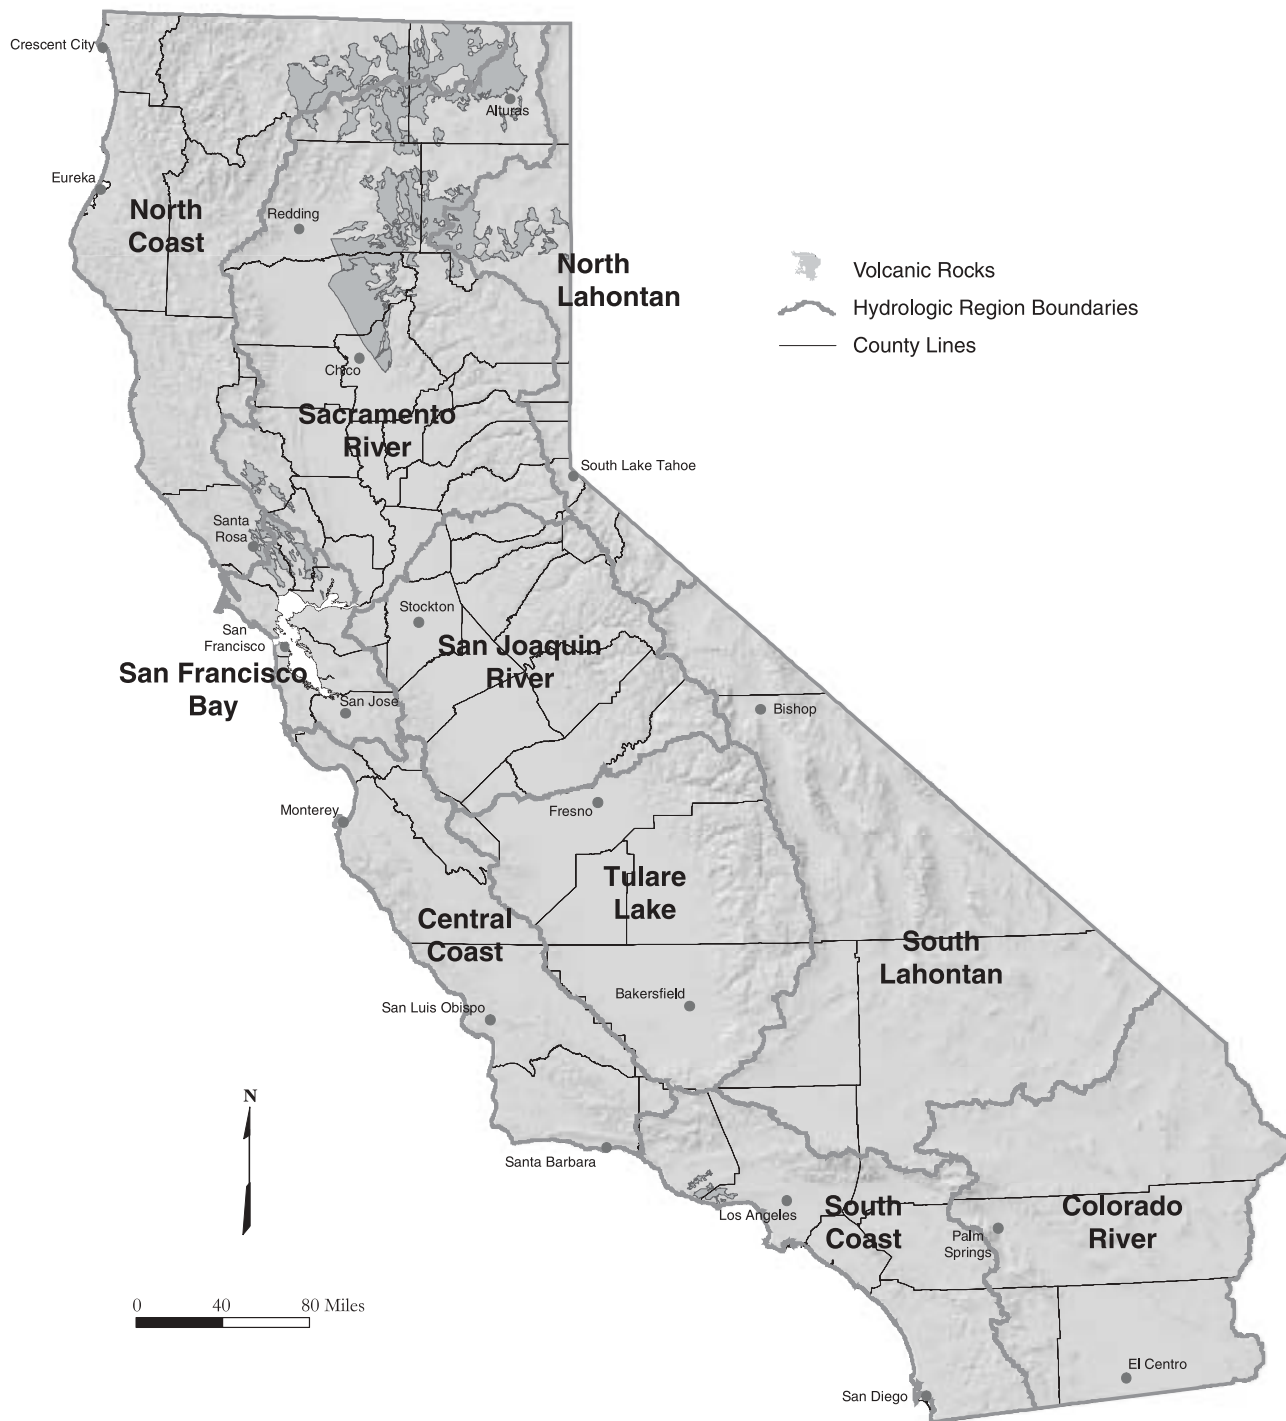 Crescent City
Alturas
Eureka
North
Coast
Redding
North
Lahontan
Volcanic Rocks
Hydrologic Region Boundaries
County Lines
Chico
Sacramento
River
South Lake Tahoe
Santa
Rosa
Stockton
San
Francisco
San Joaquin
River
San Francisco
Bay
San Jose
Bishop
Monterey
Fresno
Tulare
Lake
Central
Coast
South
Lahontan
Bakersfield
San Luis Obispo
N
Santa Barbara
Los Angeles
South
Coast
Palm
Springs
Colorado
River
0 40 80 Miles
El Centro
San Diego